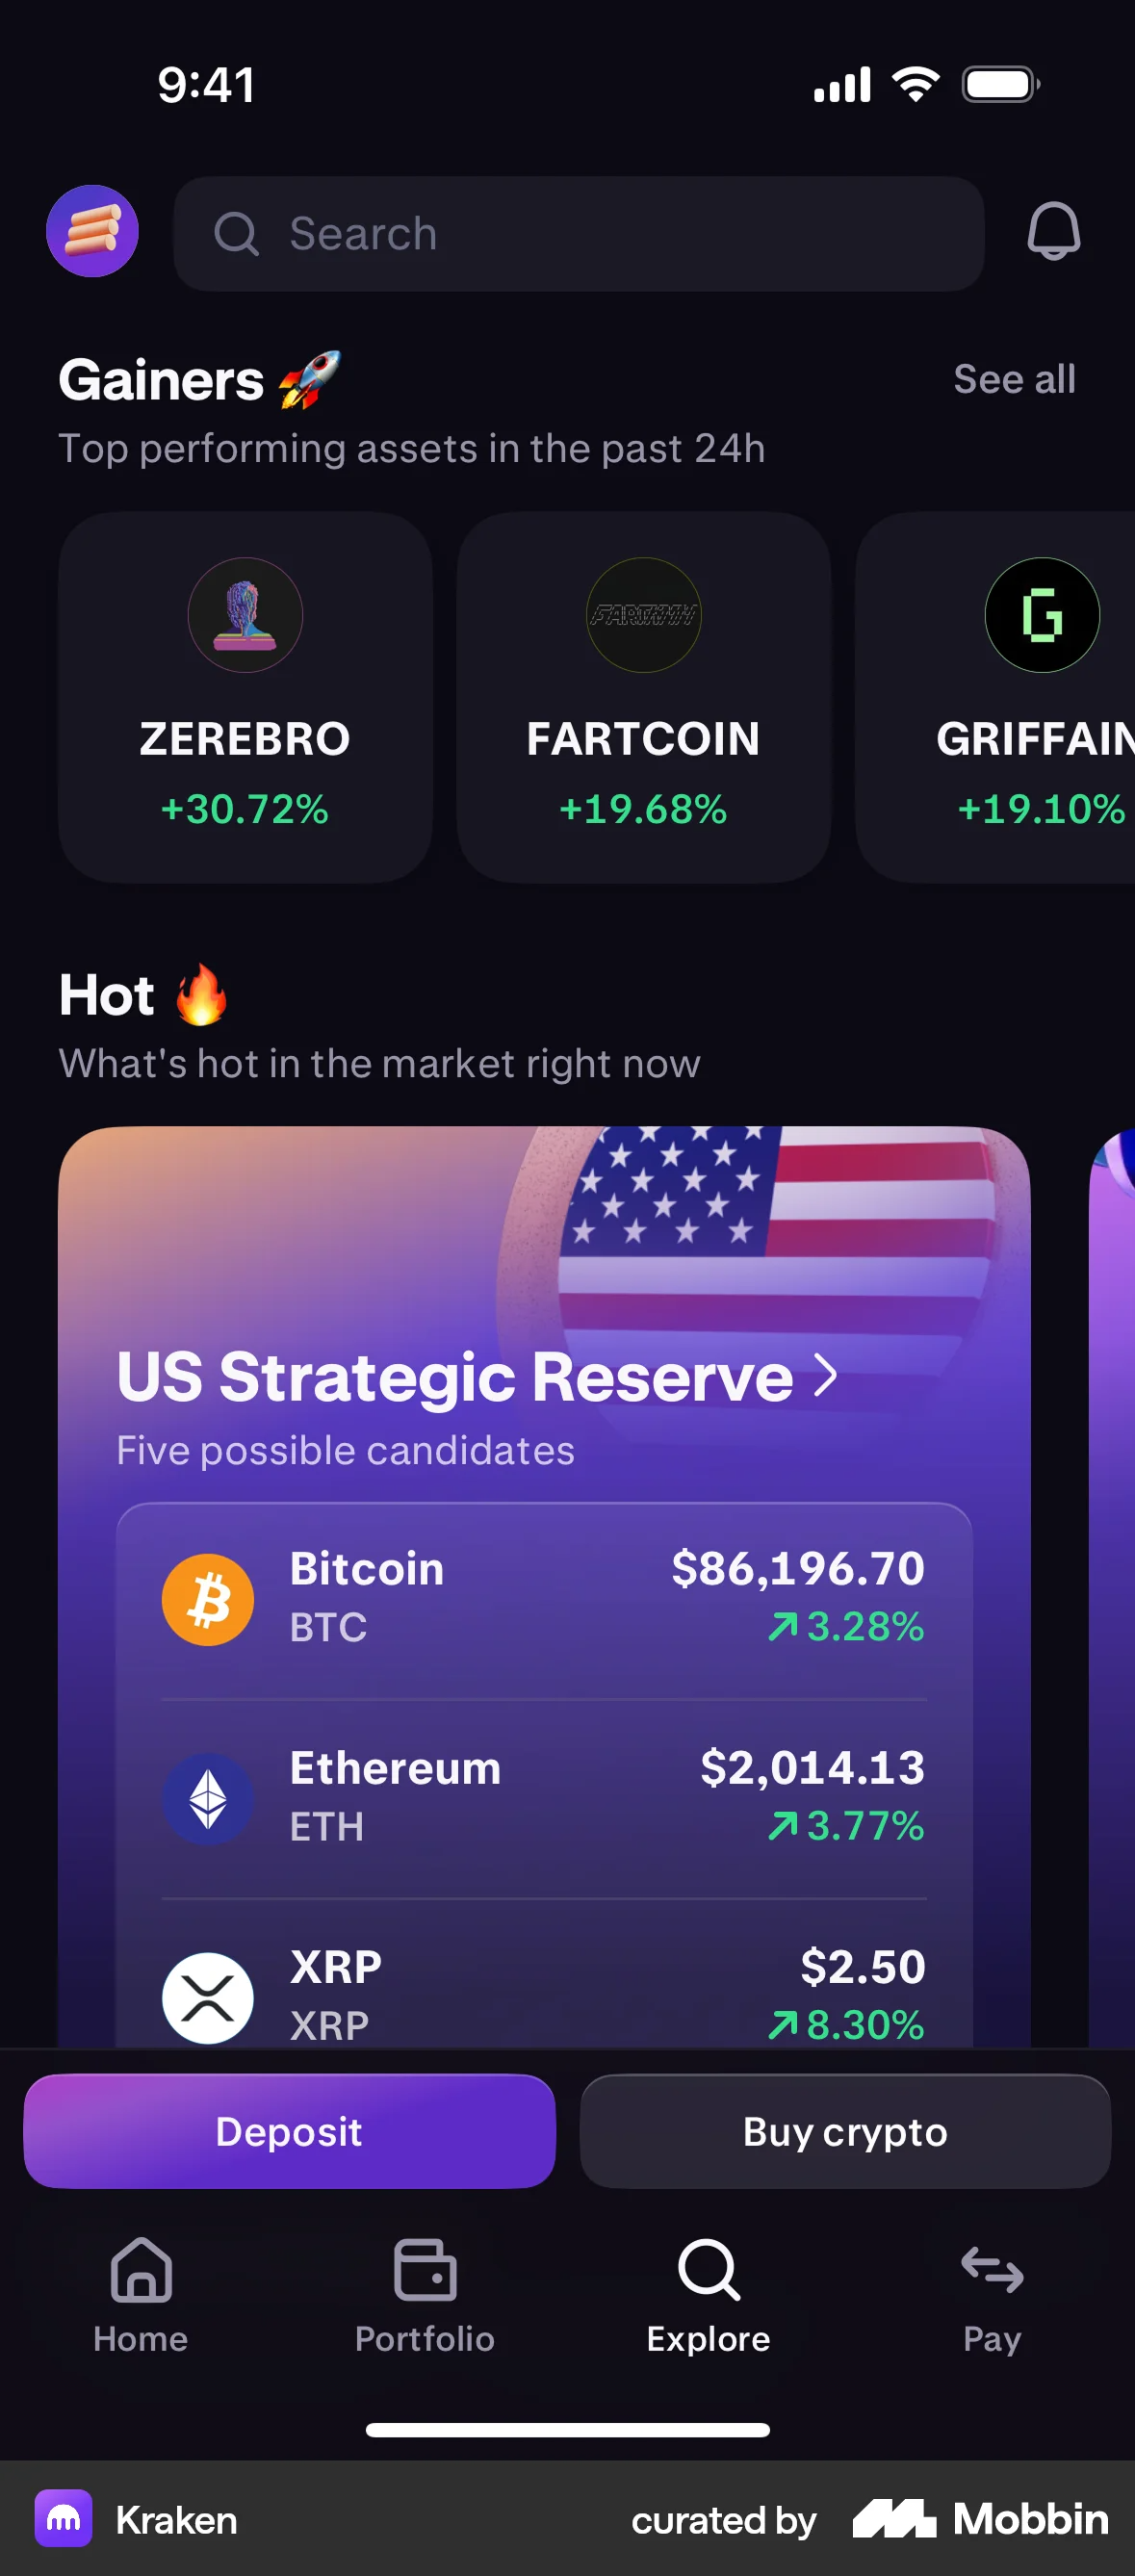 9:41
Search
Gainers 🚀
See all
Top performing assets in the past 24h
ZEREBRO
+30.72%
FARTCOIN
+19.68%
GRIFFAIN
+19.10%
Hot 🔥
What's hot in the market right now
US Strategic Reserve
Five possible candidates
Bitcoin
$86,196.70
BTC
3.28%
Ethereum
$2,014.13
ETH
3.77%
XRP
$2.50
XRP
8.30%
Deposit
Buy crypto
Home
Portfolio
Explore
Pay
Kraken
curated by
Mobbin